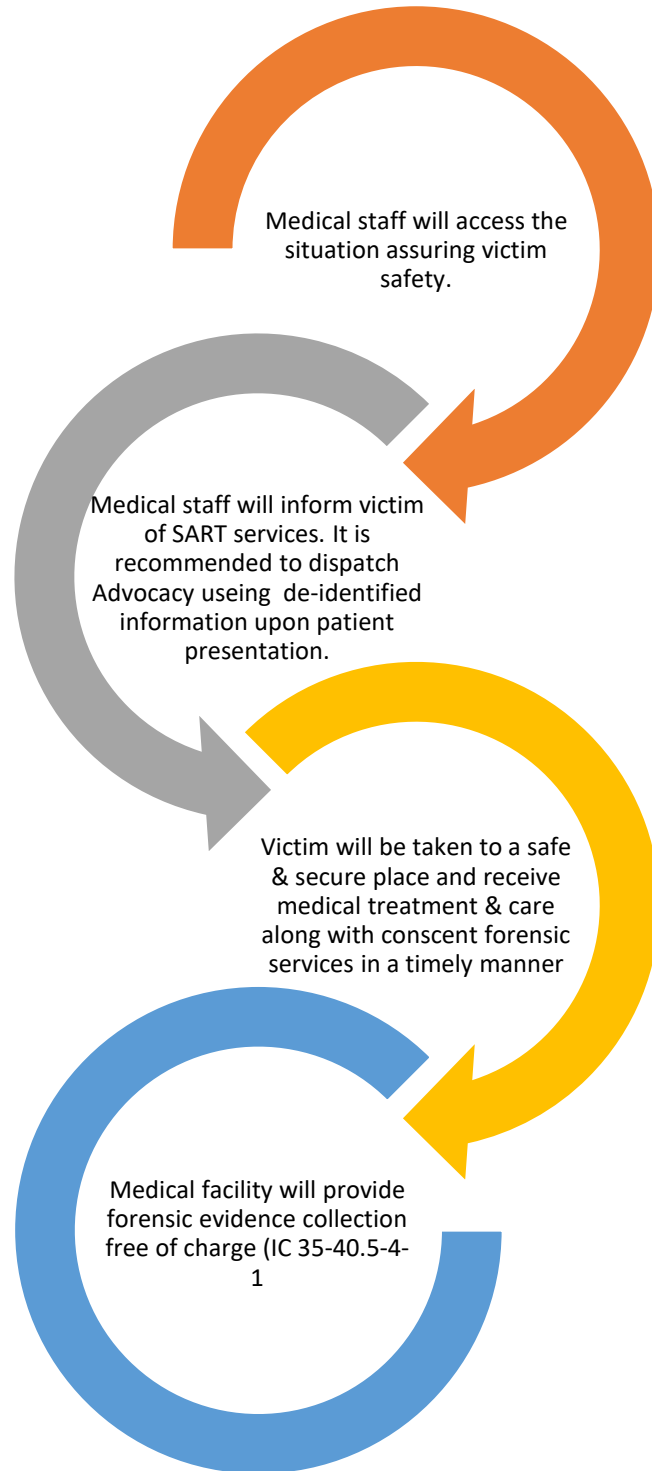 Medical staff will access the
situation assuring victim
safety.
Medical staff will inform victim
of SART services. It is
recommended to dispatch
Advocacy useing  de-identified
information upon patient
presentation.
Victim will be taken to a safe
& secure place and receive
medical treatment & care
along with conscent forensic
services in a timely manner
Medical facility will provide
forensic evidence collection
free of charge (IC 35-40.5-4-
1